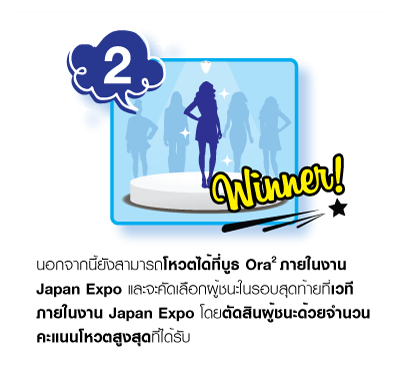 2
Winner!
นอกจากนี้ยังสามารถโหวตได้ที่บูธ Ora² ภายในงาน
Japan Expo และจะคัดเลือกผู้ชนะในรอบสุดท้ายที่เวที
ภายในงาน Japan Expo โดยตัดสินผู้ชนะด้วยจำนวน
คะแนนโหวตสูงสุดที่ได้รับ